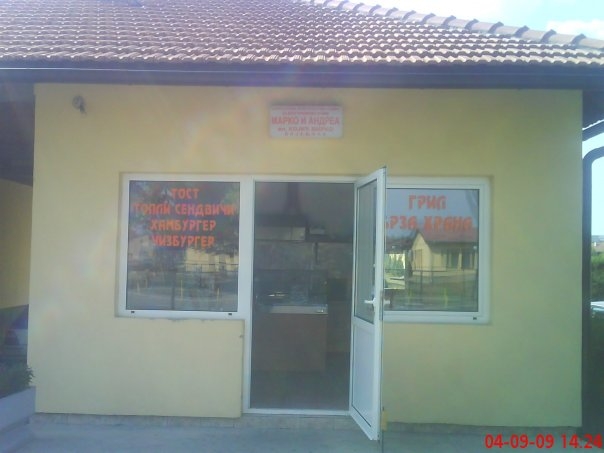 МАРКО И АНДРЕА
ТОСТ
ТОПЛИ СЕНДВИЧИ
ХАМБУРГЕР
ЧИЗБУРГЕР
ГРИЛ
БРЗА ХРАНА
04-09-09 14:24